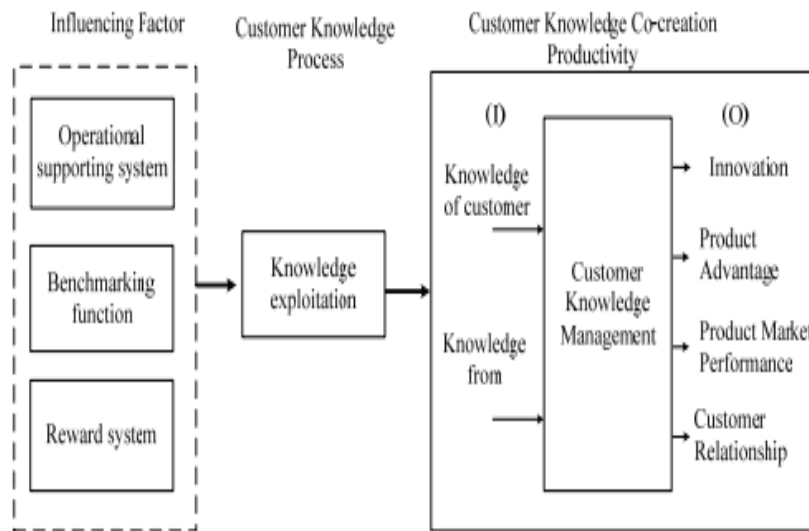 Influencing Factor
Customer Knowledge
Process
Customer Knowledge Co-creation
Productivity
Operational
supporting system
Benchmarking
function
Reward system
Knowledge
exploitation
(I)
(O)
Knowledge
of customer
Knowledge
from
Customer
Knowledge
Management
Innovation
Product
Advantage
Product Market
Performance
Customer
Relationship